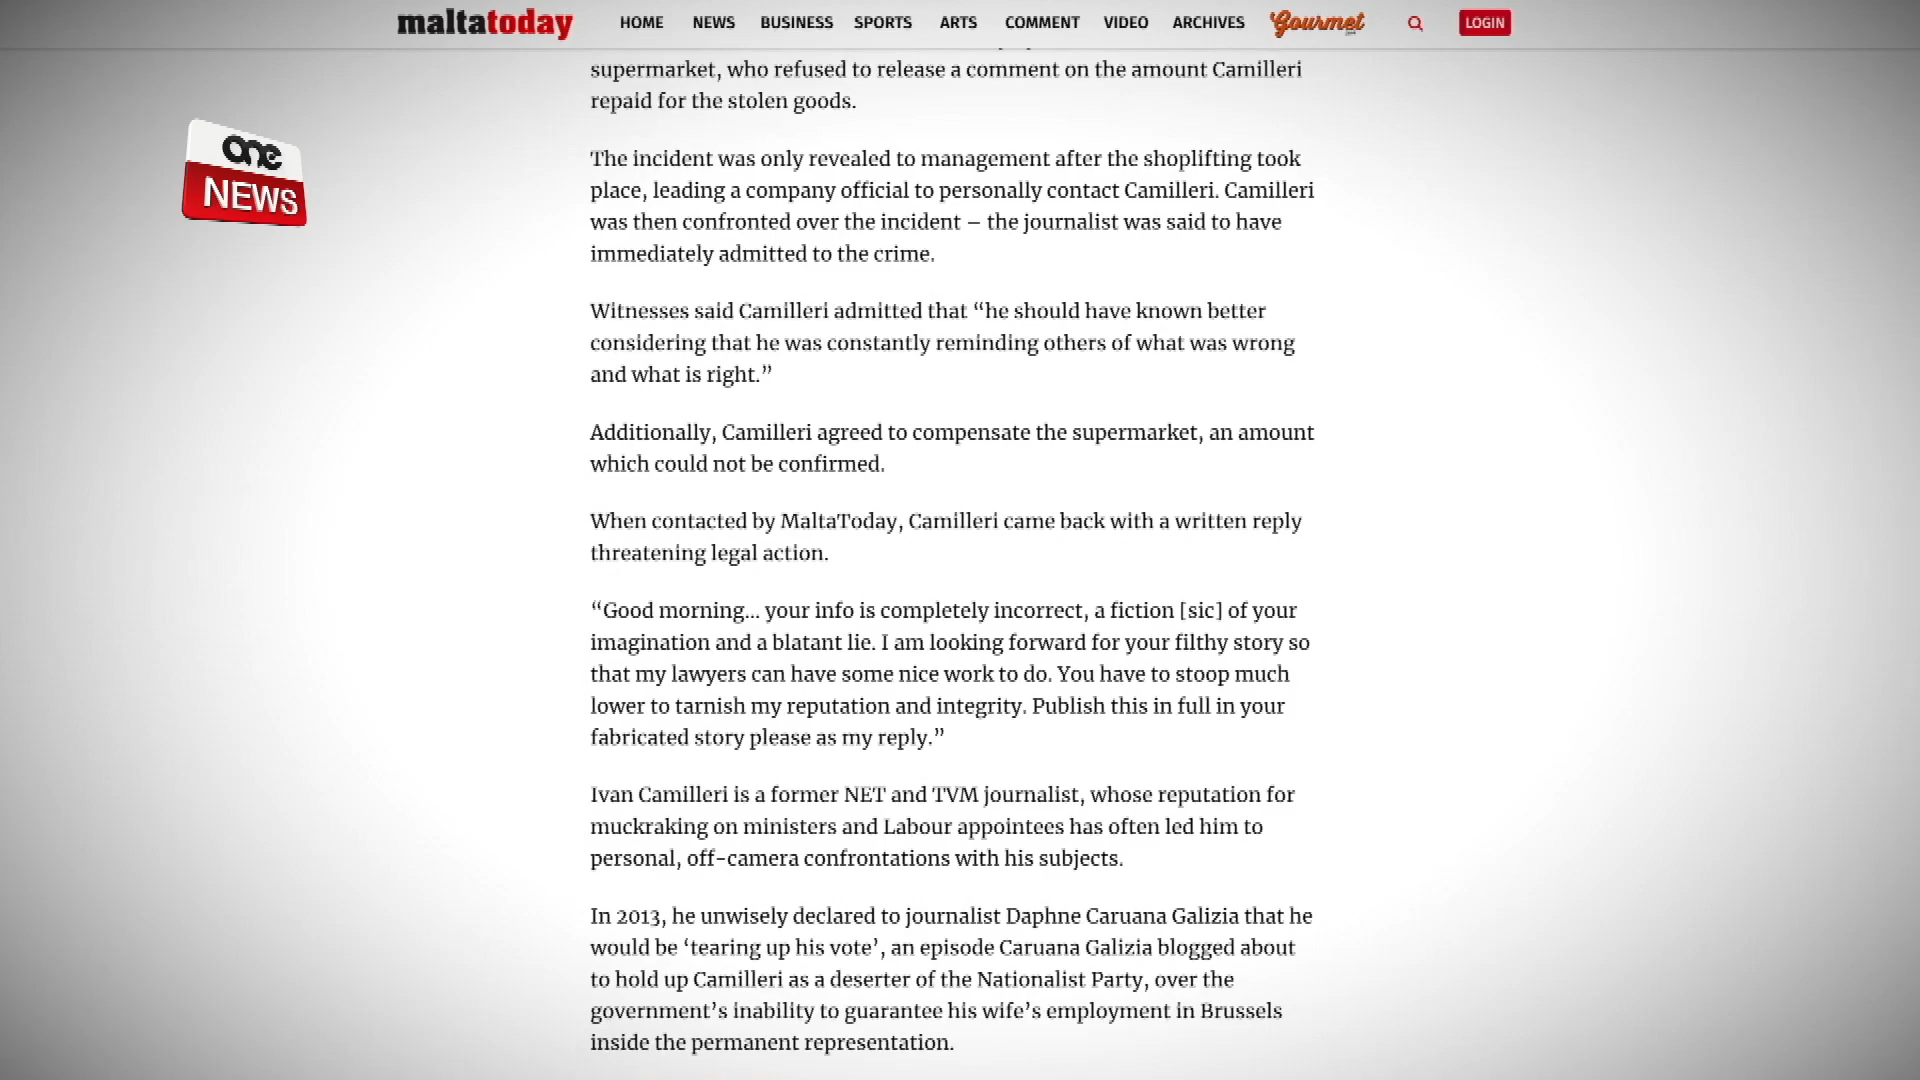 maltatoday HOME NEWS BUSINESS SPORTS ARTS COMMENT VIDEO ARCHIVES Gourmet LOGIN
supermarket, who refused to release a comment on the amount Camilleri
repaid for the stolen goods.
one
NEWS
The incident was only revealed to management after the shoplifting took
place, leading a company official to personally contact Camilleri. Camilleri
was then confronted over the incident – the journalist was said to have
immediately admitted to the crime.
Witnesses said Camilleri admitted that “he should have known better
considering that he was constantly reminding others of what was wrong
and what is right.”
Additionally, Camilleri agreed to compensate the supermarket, an amount
which could not be confirmed.
When contacted by MaltaToday, Camilleri came back with a written reply
threatening legal action.
“Good morning... your info is completely incorrect, a fiction [sic] of your
imagination and a blatant lie. I am looking forward for your filthy story so
that my lawyers can have some nice work to do. You have to stoop much
lower to tarnish my reputation and integrity. Publish this in full in your
fabricated story please as my reply.”
Ivan Camilleri is a former NET and TVM journalist, whose reputation for
muckraking on ministers and Labour appointees has often led him to
personal, off-camera confrontations with his subjects.
In 2013, he unwisely declared to journalist Daphne Caruana Galizia that he
would be ‘tearing up his vote’, an episode Caruana Galizia blogged about
to hold up Camilleri as a deserter of the Nationalist Party, over the
government’s inability to guarantee his wife’s employment in Brussels
inside the permanent representation.